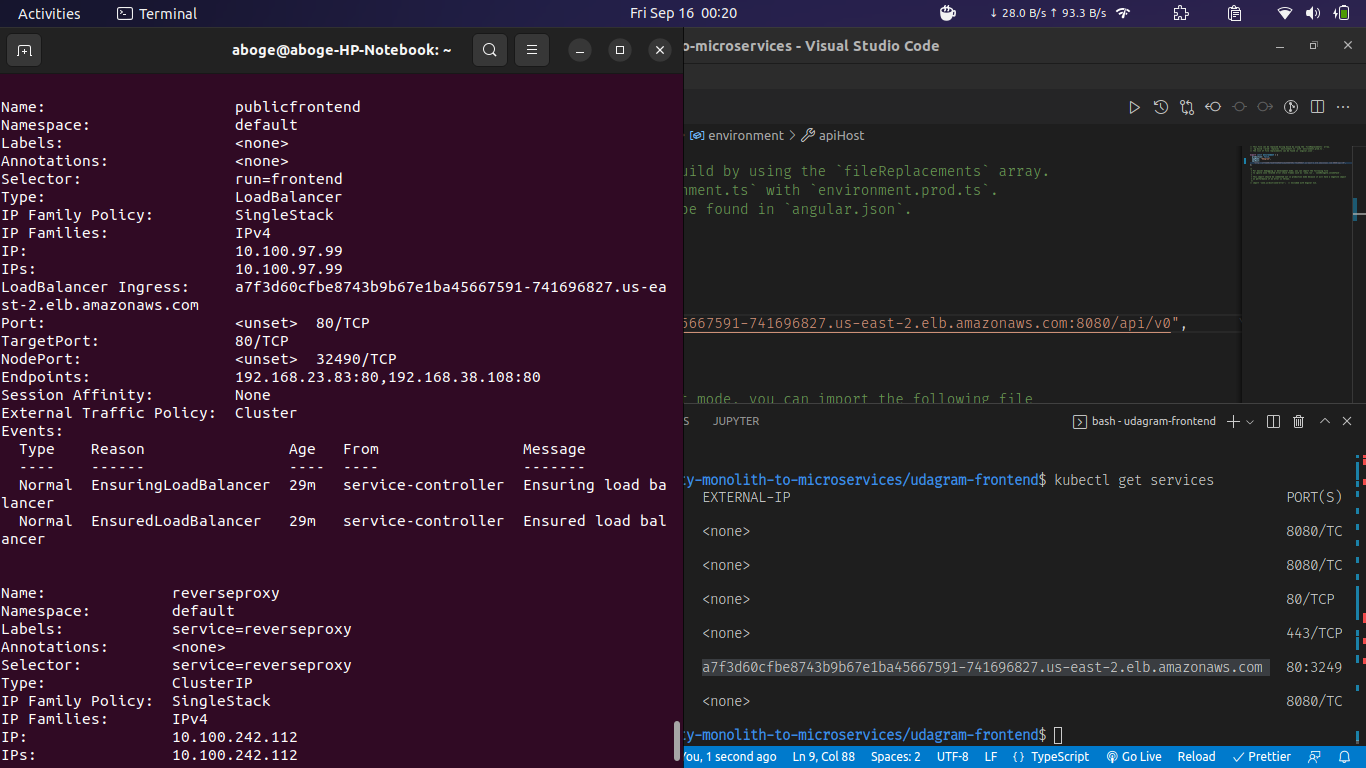 Activities Terminal Fri Sep 16 00:20 ↓ 28.0 B/s ↑ 93.3 B/s
aboge@aboge-HP-Notebook: ~
Name: publicfrontend
Namespace: default
Labels: <none>
Annotations: <none>
Selector: run=frontend
Type: LoadBalancer
IP Family Policy: SingleStack
IP Families: IPv4
IP: 10.100.97.99
IPs: 10.100.97.99
LoadBalancer Ingress: a7f3d60cfbe8743b9b67e1ba45667591-741696827.us-ea
st-2.elb.amazonaws.com
Port: <unset> 80/TCP
TargetPort: 80/TCP
NodePort: <unset> 32490/TCP
Endpoints: 192.168.23.83:80,192.168.38.108:80
Session Affinity: None
External Traffic Policy: Cluster
Events:
Type Reason Age From Message
---- ------ ---- ---- -------
Normal EnsuringLoadBalancer 29m service-controller Ensuring load ba
lancer
Normal EnsuredLoadBalancer 29m service-controller Ensured load bal
ancer
Name: reverseproxy
Namespace: default
Labels: service=reverseproxy
Annotations: <none>
Selector: service=reverseproxy
Type: ClusterIP
IP Family Policy: SingleStack
IP Families: IPv4
IP: 10.100.242.112
IPs: 10.100.242.112
o-microservices - Visual Studio Code
environment > apiHost
uild by using the `fileReplacements` array.
nment.ts` with `environment.prod.ts`.
be found in `angular.json`.
5667591-741696827.us-east-2.elb.amazonaws.com:8080/api/v0",
t mode, you can import the following file
S JUPYTER bash - udagram-frontend
ty-monolith-to-microservices/udagram-frontend$ kubectl get services
EXTERNAL-IP PORT(S)
<none> 8080/TC
<none> 8080/TC
<none> 80/TCP
<none> 443/TCP
a7f3d60cfbe8743b9b67e1ba45667591-741696827.us-east-2.elb.amazonaws.com 80:3249
<none> 8080/TC
ty-monolith-to-microservices/udagram-frontend$
You, 1 second ago Ln 9, Col 88 Spaces: 2 UTF-8 LF {} TypeScript Go Live Reload Prettier